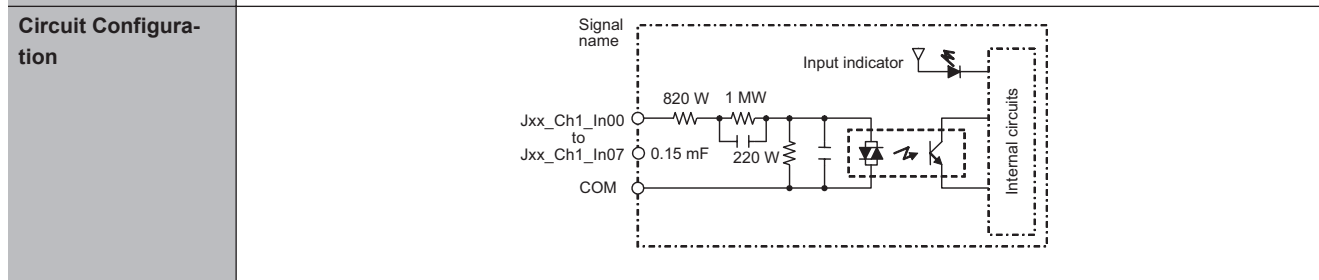 Circuit Configura-
tion
Signal
name
Input indicator
820 W 1 MW
Jxx_Ch1_In00
to
Jxx_Ch1_In07
0.15 mF
220 W
COM
Internal circuits